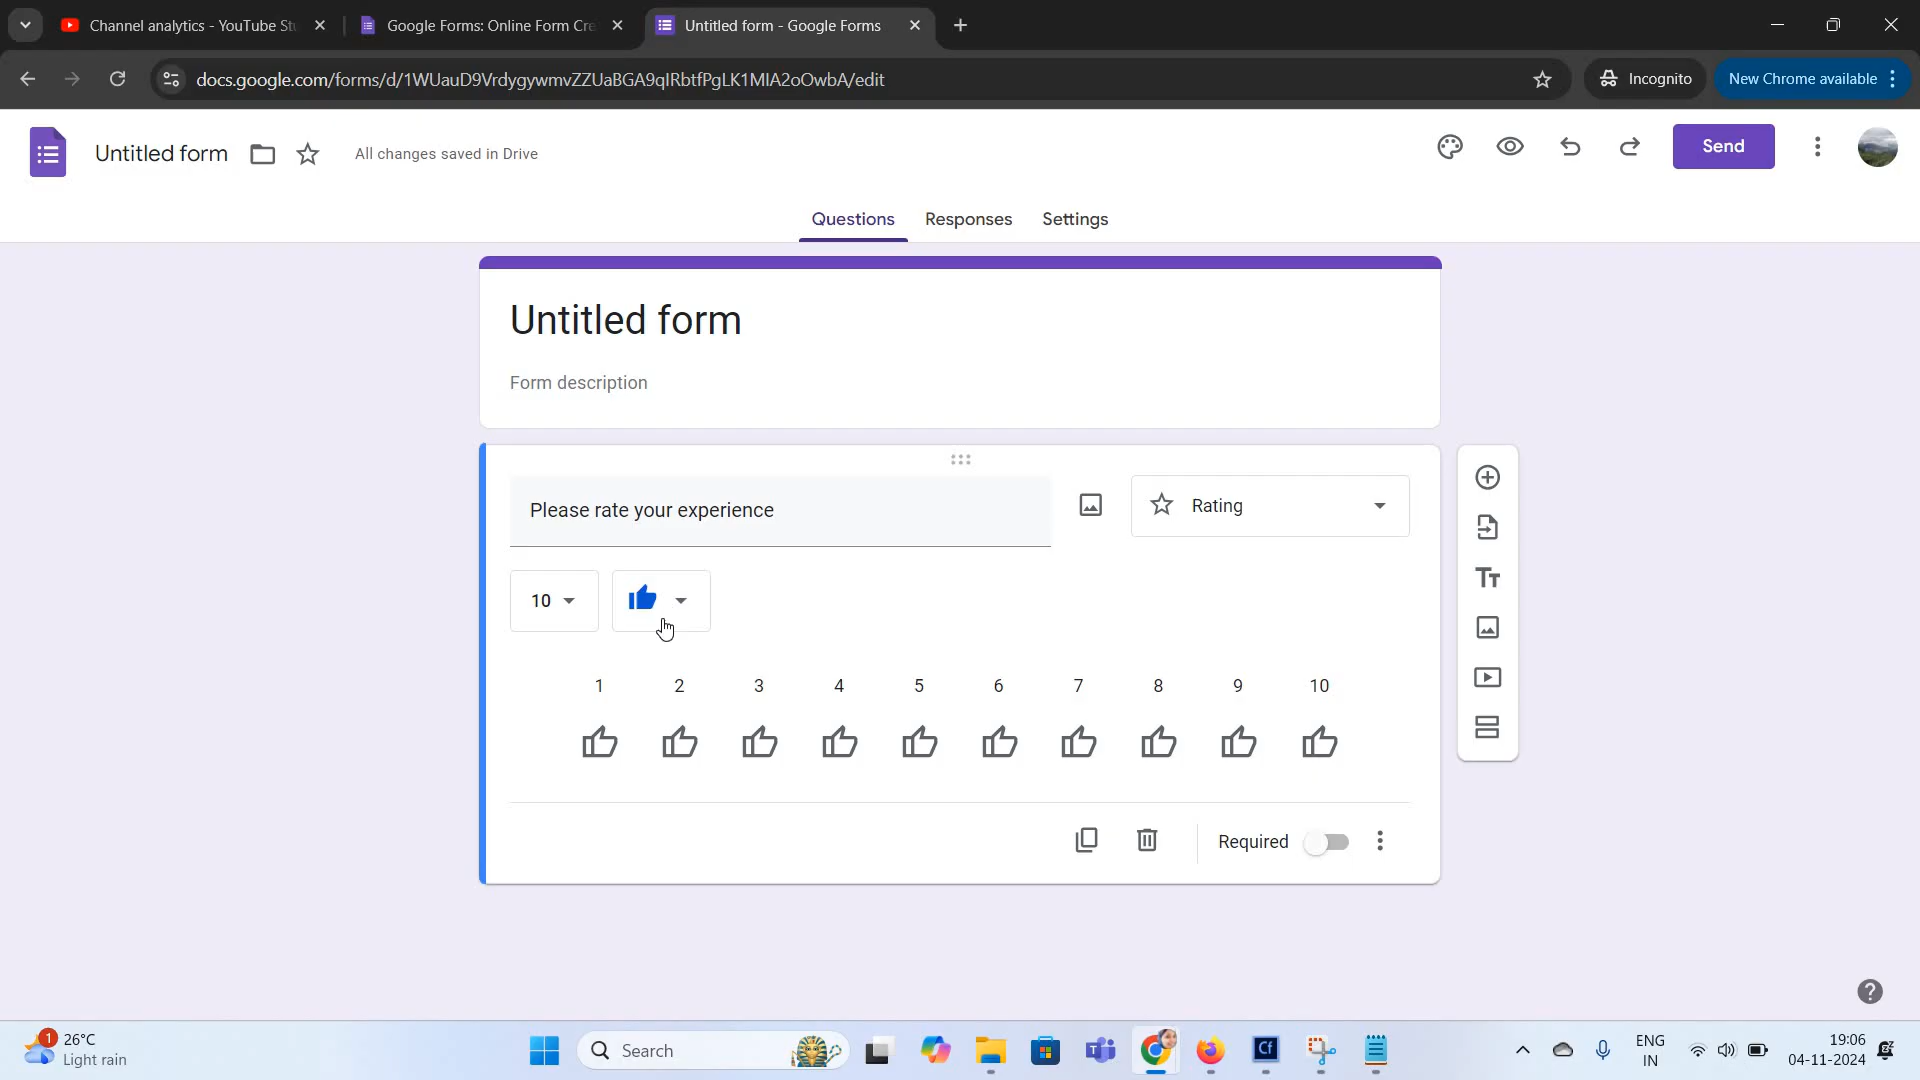 Channel analytics - YouTube St
Google Forms: Online Form Cre
Untitled form - Google Forms
docs.google.com/forms/d/1WUauD9VrdygywmvZZUaBGA9qIRbtfPgLK1MIA2oOwbA/edit
Incognito
New Chrome available
Untitled form
All changes saved in Drive
Send
Questions
Responses
Settings
Untitled form
Form description
Please rate your experience
Rating
10
1 2 3 4 5 6 7 8 9 10
Required
1
26°C
Light rain
Search
Cf
ENG
IN
19:06
04-11-2024